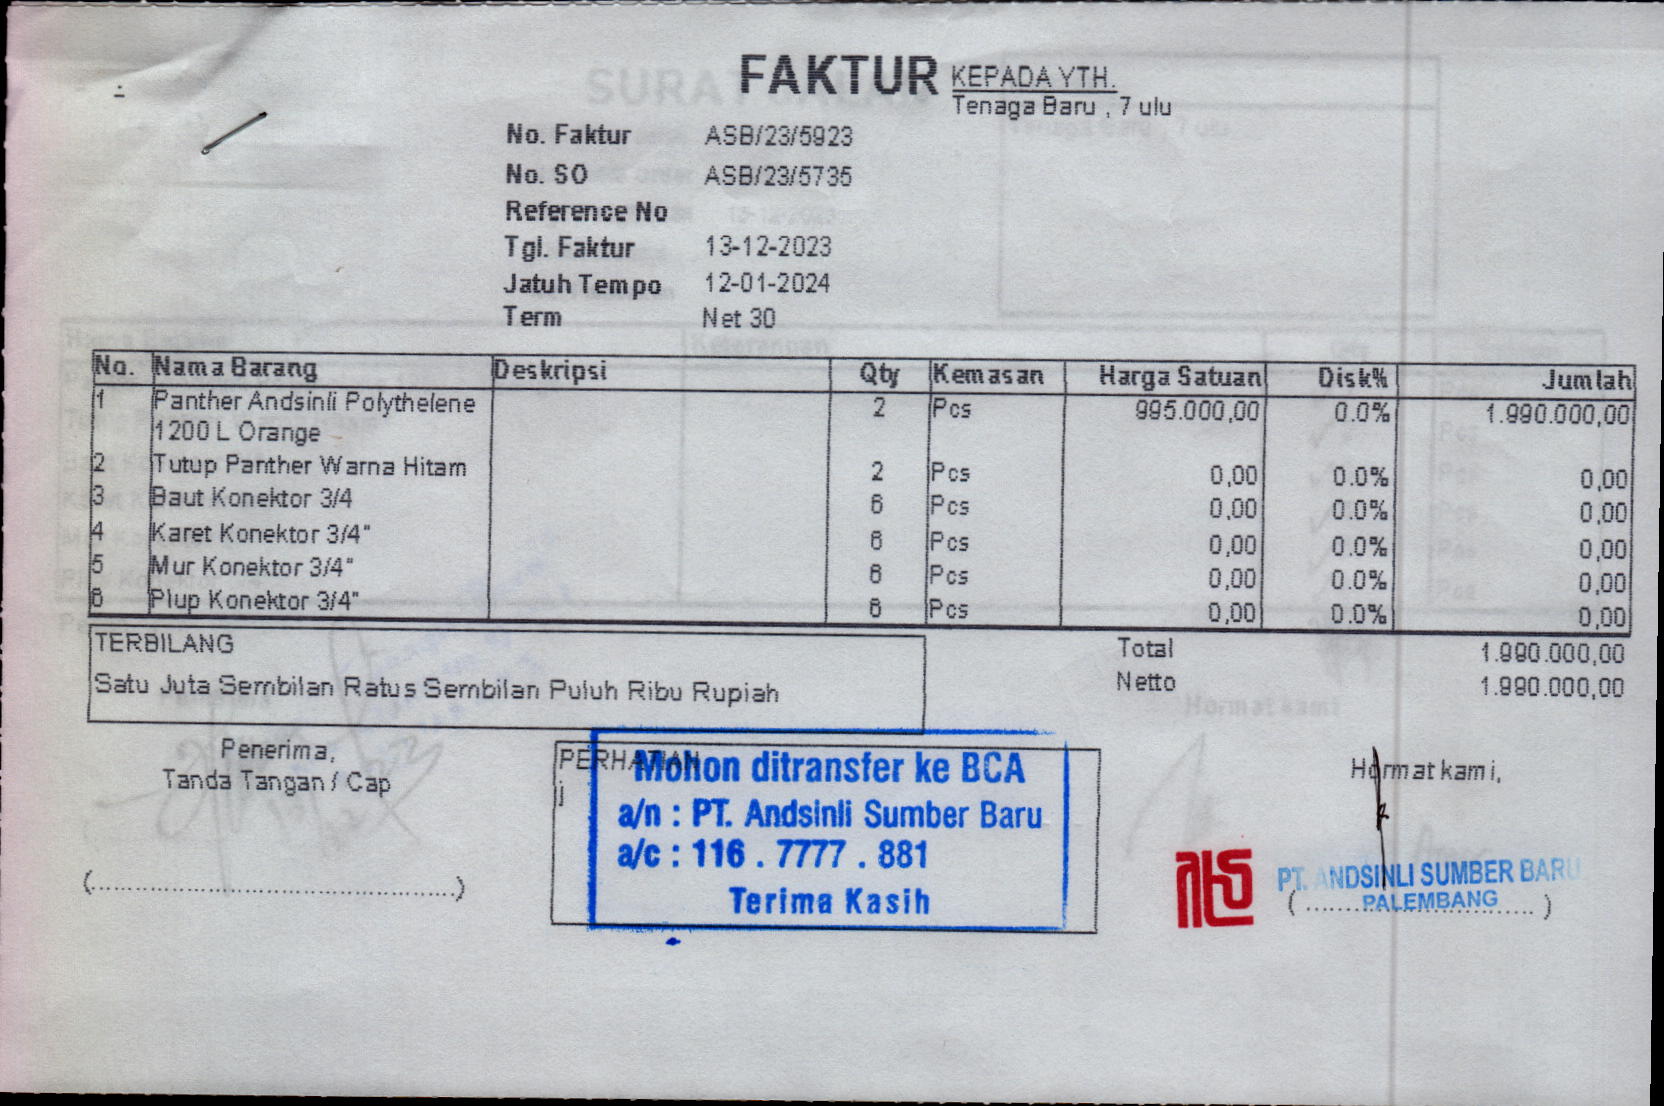 FAKTUR
KEPADA YTH.
Tenaga Baru , 7 ulu
No. Faktur ASB/23/5923
No. SO ASB/23/5735
Reference No
Tgl. Faktur 13-12-2023
Jatuh Tempo 12-01-2024
Term Net 30
No. Nama Barang Deskripsi Qty Kemasan Harga Satuan Disk% Jumlah
1 Panther Andsinli Polythelene 2 Pcs 995.000,00 0.0% 1.990.000,00
1200 L Orange
2 Tutup Panther Warna Hitam 2 Pcs 0,00 0.0% 0,00
3 Baut Konektor 3/4 6 Pcs 0,00 0.0% 0,00
4 Karet Konektor 3/4" 6 Pcs 0,00 0.0% 0,00
5 Mur Konektor 3/4" 6 Pcs 0,00 0.0% 0,00
6 Plup Konektor 3/4" 6 Pcs 0,00 0.0% 0,00
TERBILANG
Satu Juta Sembilan Ratus Sembilan Puluh Ribu Rupiah
Total 1.990.000,00
Netto 1.990.000,00
Penerima,
Tanda Tangan / Cap
(.....................................................)
PERHATIAN
Mohon ditransfer ke BCA
a/n : PT. Andsinli Sumber Baru
a/c : 116 . 7777 . 881
Terima Kasih
Hormat kami,
PT. ANDSINLI SUMBER BARU
PALEMBANG